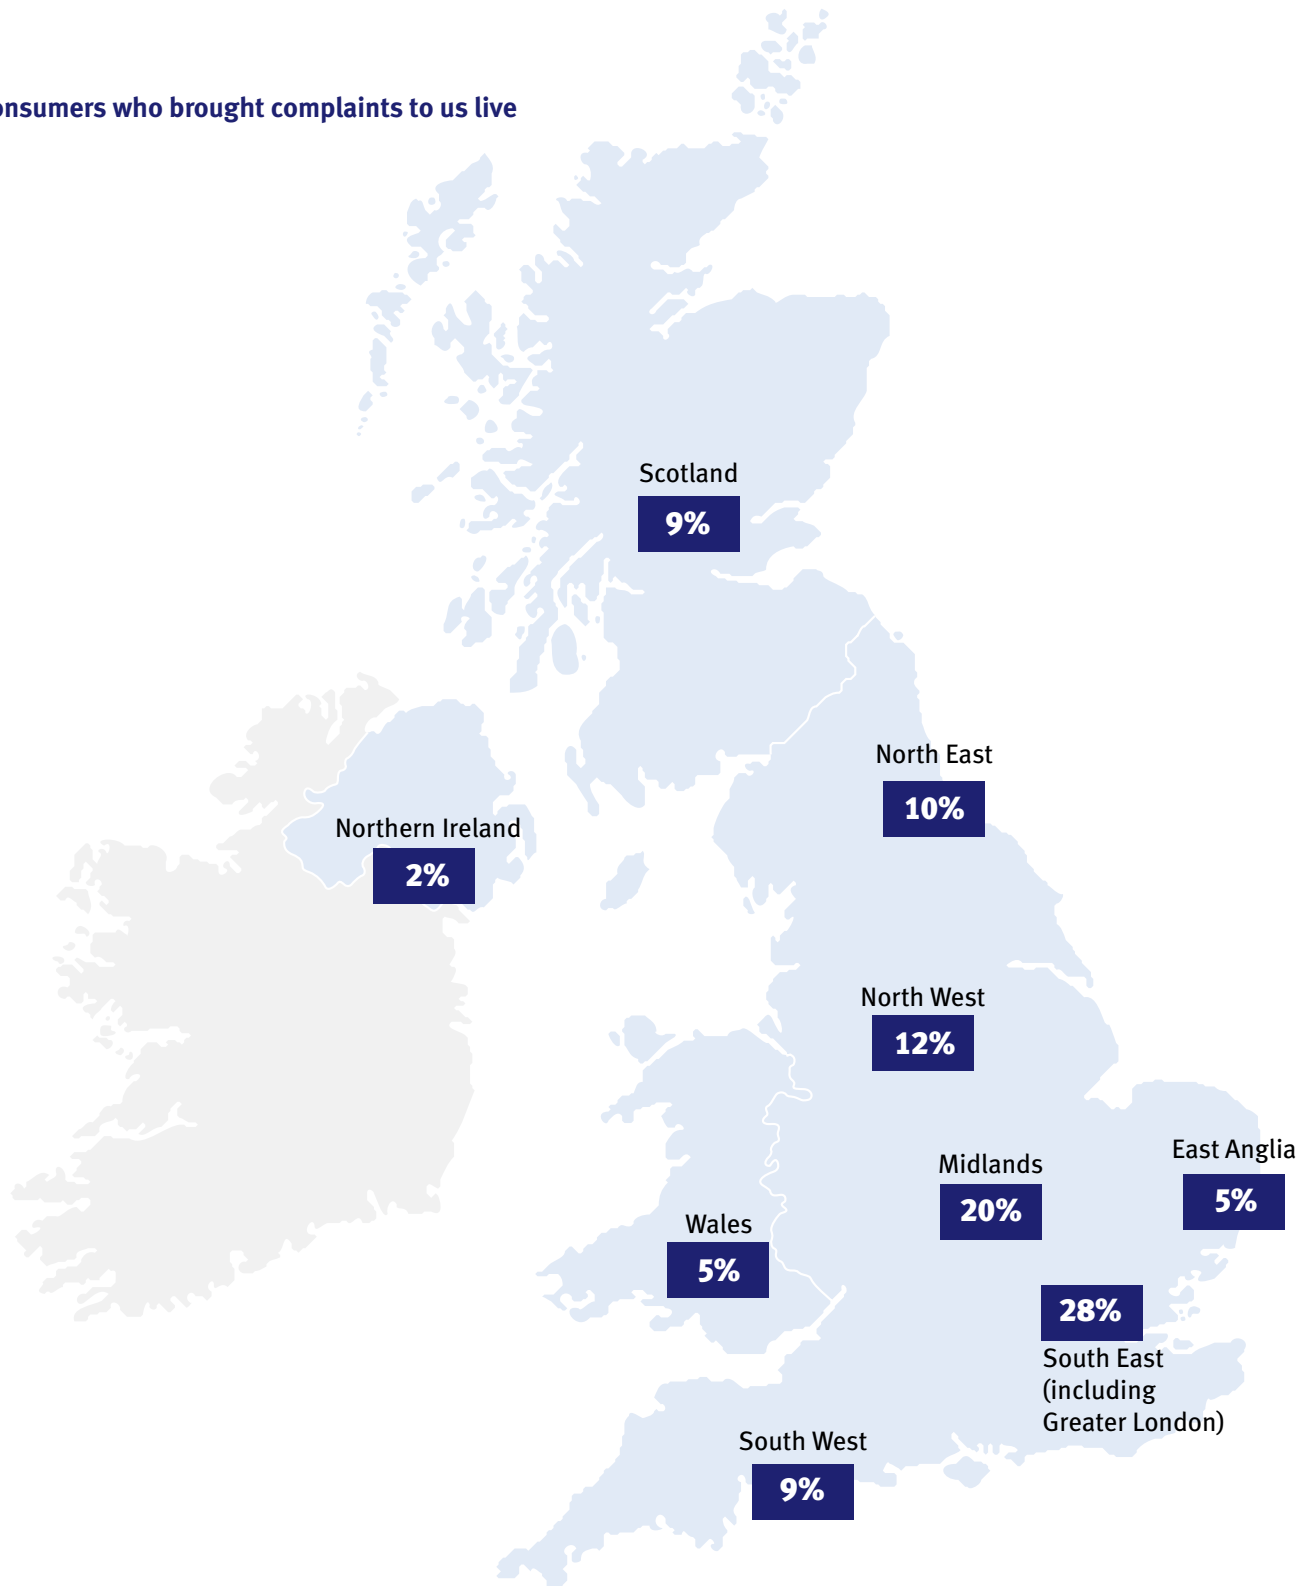 onsumers who brought complaints to us live
Scotland
9%
North East
10%
Northern Ireland
2%
North West
12%
East Anglia
5%
Midlands
20%
Wales
5%
28%
South East
(including
Greater London)
South West
9%